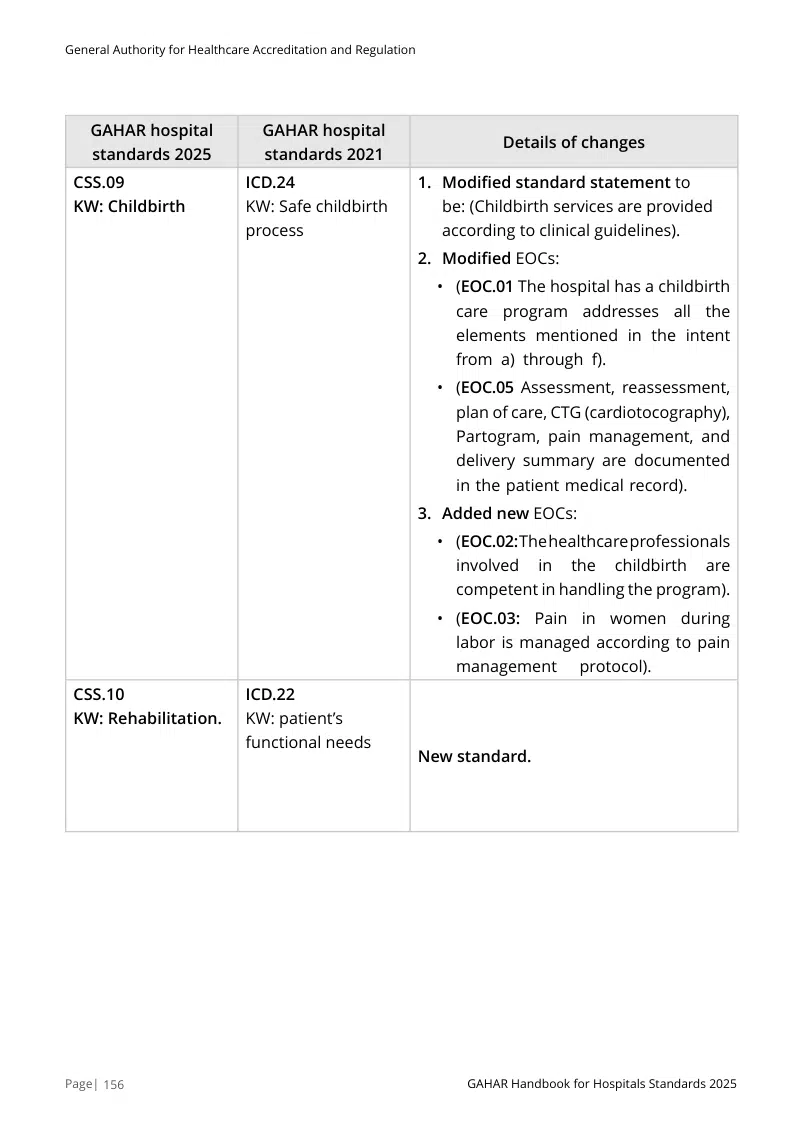 General Authority for Healthcare Accreditation and Regulation
GAHAR hospital
standards 2025
GAHAR hospital
standards 2021
Details of changes
CSS.09
KW: Childbirth
ICD.24
KW: Safe childbirth
process
1. Modified standard statement to
be: (Childbirth services are provided
according to clinical guidelines).
2. Modified EOCs:
• (EOC.01 The hospital has a childbirth
care program addresses all the
elements mentioned in the intent
from a) through f).
• (EOC.05 Assessment, reassessment,
plan of care, CTG (cardiotocography),
Partogram, pain management, and
delivery summary are documented
in the patient medical record).
3. Added new EOCs:
• (EOC.02:The healthcare professionals
involved in the childbirth are
competent in handling the program).
• (EOC.03: Pain in women during
labor is managed according to pain
management protocol).
CSS.10
KW: Rehabilitation.
ICD.22
KW: patient’s
functional needs
New standard.
Page| 156
GAHAR Handbook for Hospitals Standards 2025